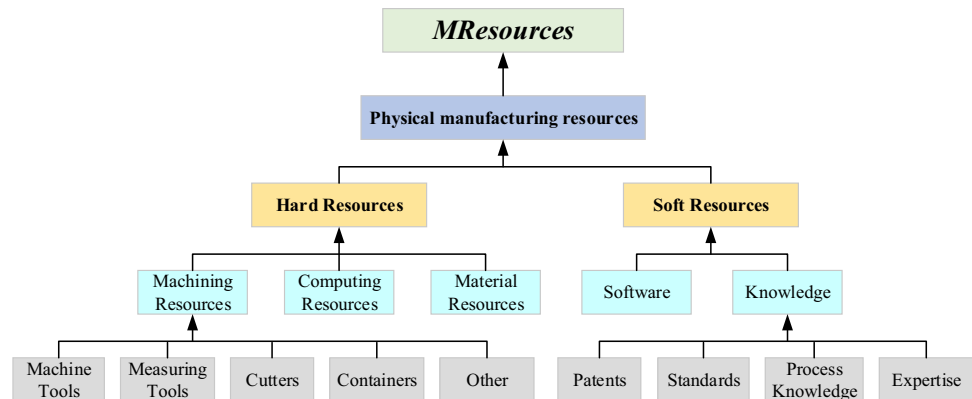 MResources
Physical manufacturing resources
Hard Resources
Soft Resources
Machining
Resources
Computing
Resources
Material
Resources
Software
Knowledge
Machine
Tools
Measuring
Tools
Cutters
Containers
Other
Patents
Standards
Process
Knowledge
Expertise